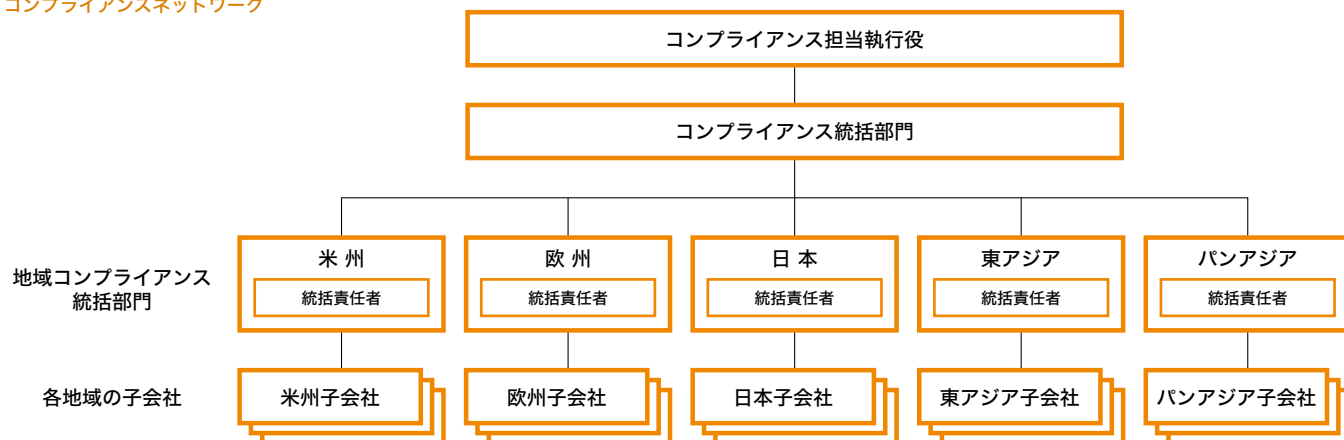 コンプライアンスネットワーク
コンプライアンス担当執行役
コンプライアンス統括部門
地域コンプライアンス
統括部門
米 州
統括責任者
欧 州
統括責任者
日 本
統括責任者
東アジア
統括責任者
パンアジア
統括責任者
各地域の子会社
米州子会社
欧州子会社
日本子会社
東アジア子会社
パンアジア子会社